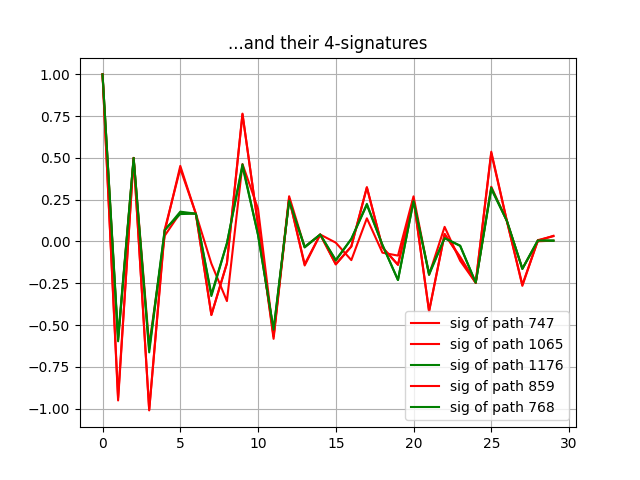 ...and their 4-signatures
1.00
0.75
0.50
0.25
0.00
−0.25
−0.50
−0.75
−1.00
0 5 10 15 20 25 30
sig of path 747
sig of path 1065
sig of path 1176
sig of path 859
sig of path 768